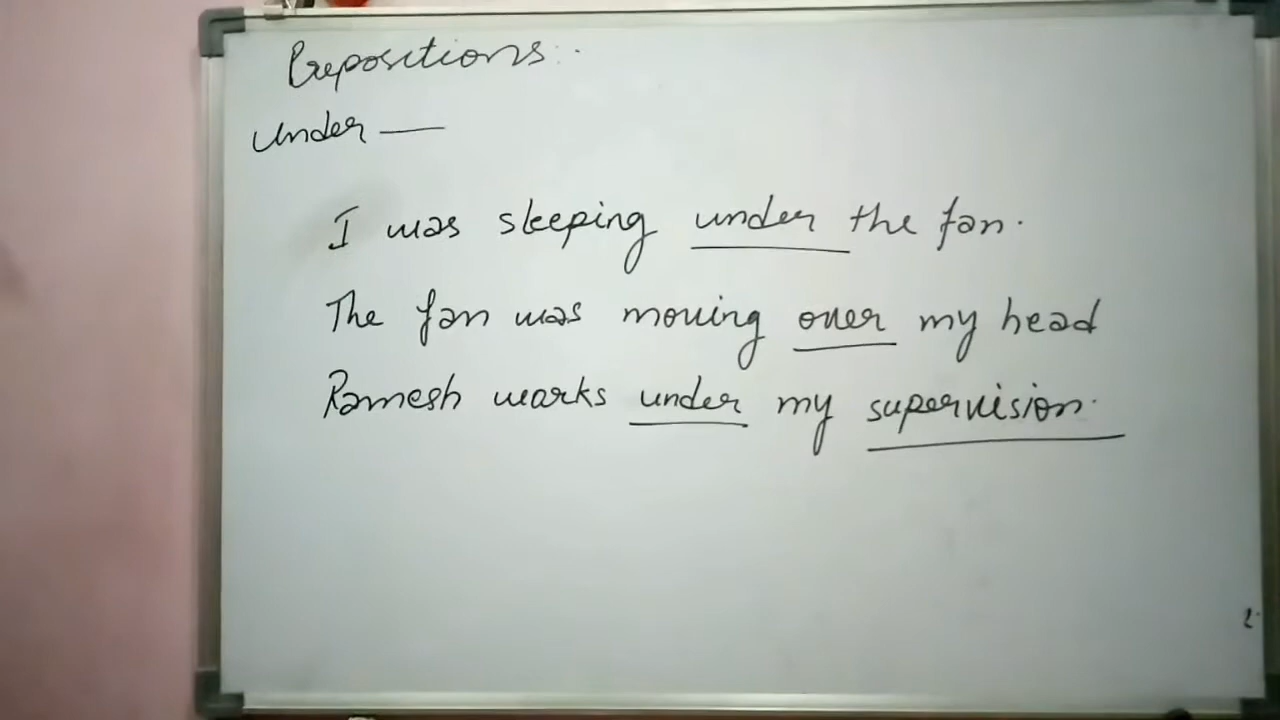 Prepositions:
Under —
I was sleeping under the fan.
The fan was moving over my head
Ramesh works under my supervision.